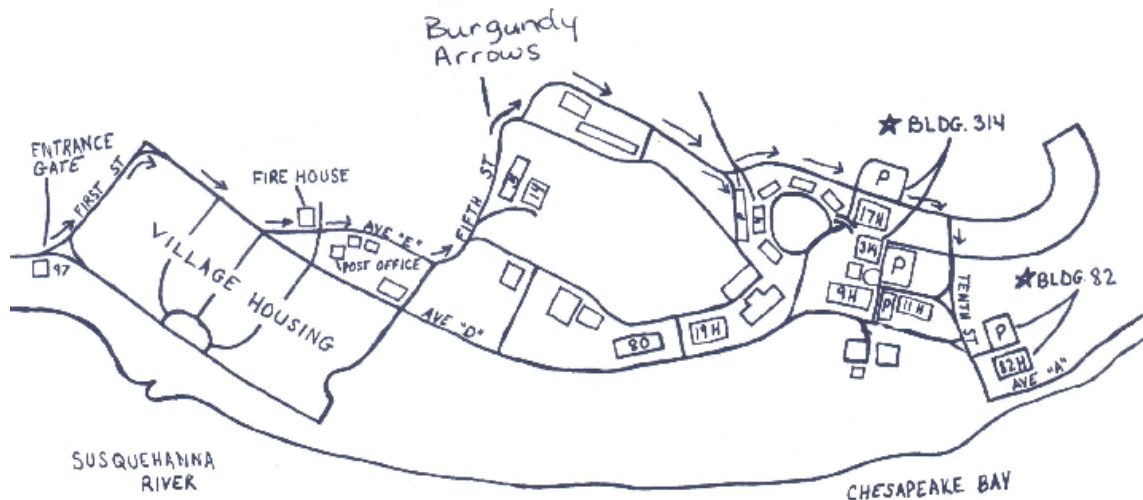 Burgundy
Arrows
★ BLDG. 314
ENTRANCE
GATE
FIRST ST
FIRE HOUSE
FIFTH ST
14
P
17H
314
P
VILLAGE HOUSING
AVE "E"
POST OFFICE
97
★ BLDG. 82
TENTH ST
9H
P
11H
AVE "D"
80
19H
P
82H
AVE "A"
SUSQUEHANNA
RIVER
CHESAPEAKE BAY